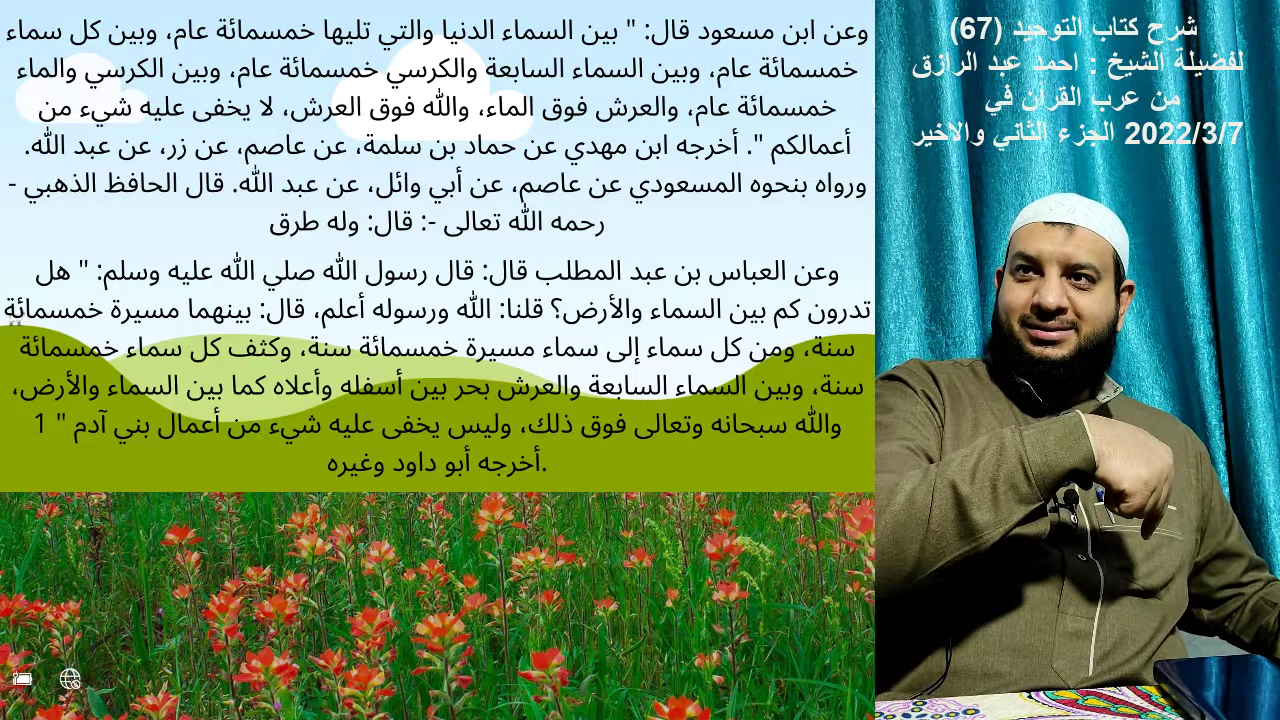 وعن ابن مسعود قال: " بين السماء الدنيا والتي تليها خمسمائة عام، وبين كل سماء
خمسمائة عام، وبين السماء السابعة والكرسي خمسمائة عام، وبين الكرسي والماء
خمسمائة عام، والعرش فوق الماء، والله فوق العرش، لا يخفى عليه شيء من
أعمالكم ". أخرجه ابن مهدي عن حماد بن سلمة، عن عاصم، عن زر، عن عبد الله.
ورواه بنحوه المسعودي عن عاصم، عن أبي وائل، عن عبد الله. قال الحافظ الذهبي -
رحمه الله تعالى -: قال: وله طرق
وعن العباس بن عبد المطلب قال: قال رسول الله صلي الله عليه وسلم: " هل
تدرون كم بين السماء والأرض؟ قلنا: الله ورسوله أعلم، قال: بينهما مسيرة خمسمائة
سنة، ومن كل سماء إلى سماء مسيرة خمسمائة سنة، وكثف كل سماء خمسمائة
سنة، وبين السماء السابعة والعرش بحر بين أسفله وأعلاه كما بين السماء والأرض،
والله سبحانه وتعالى فوق ذلك، وليس يخفى عليه شيء من أعمال بني آدم " 1
.أخرجه أبو داود وغيره
شرح كتاب التوحيد (67)
لفضيلة الشيخ : احمد عبد الرازق
من عرب القرآن في
2022/3/7 الجزء الثاني والاخير